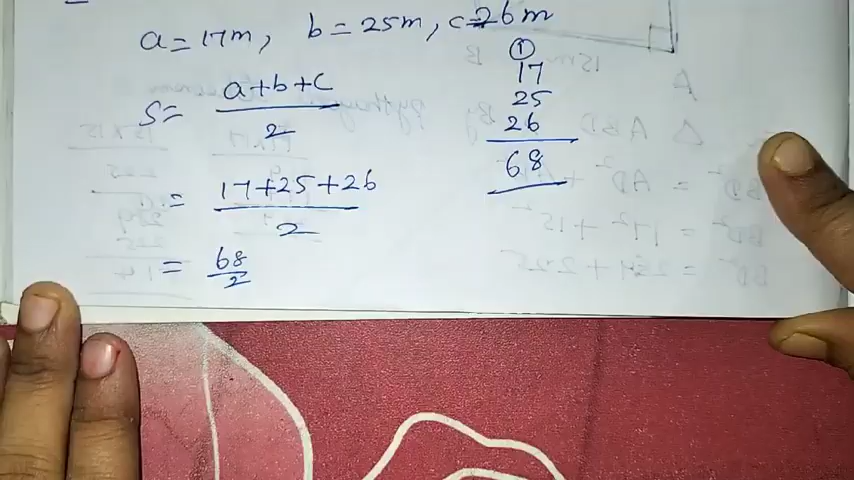 a = 17m, b = 25m, c = 26m
S = a+b+c / 2
= 17+25+26 / 2
= 68 / 2
1
17
25
26
68